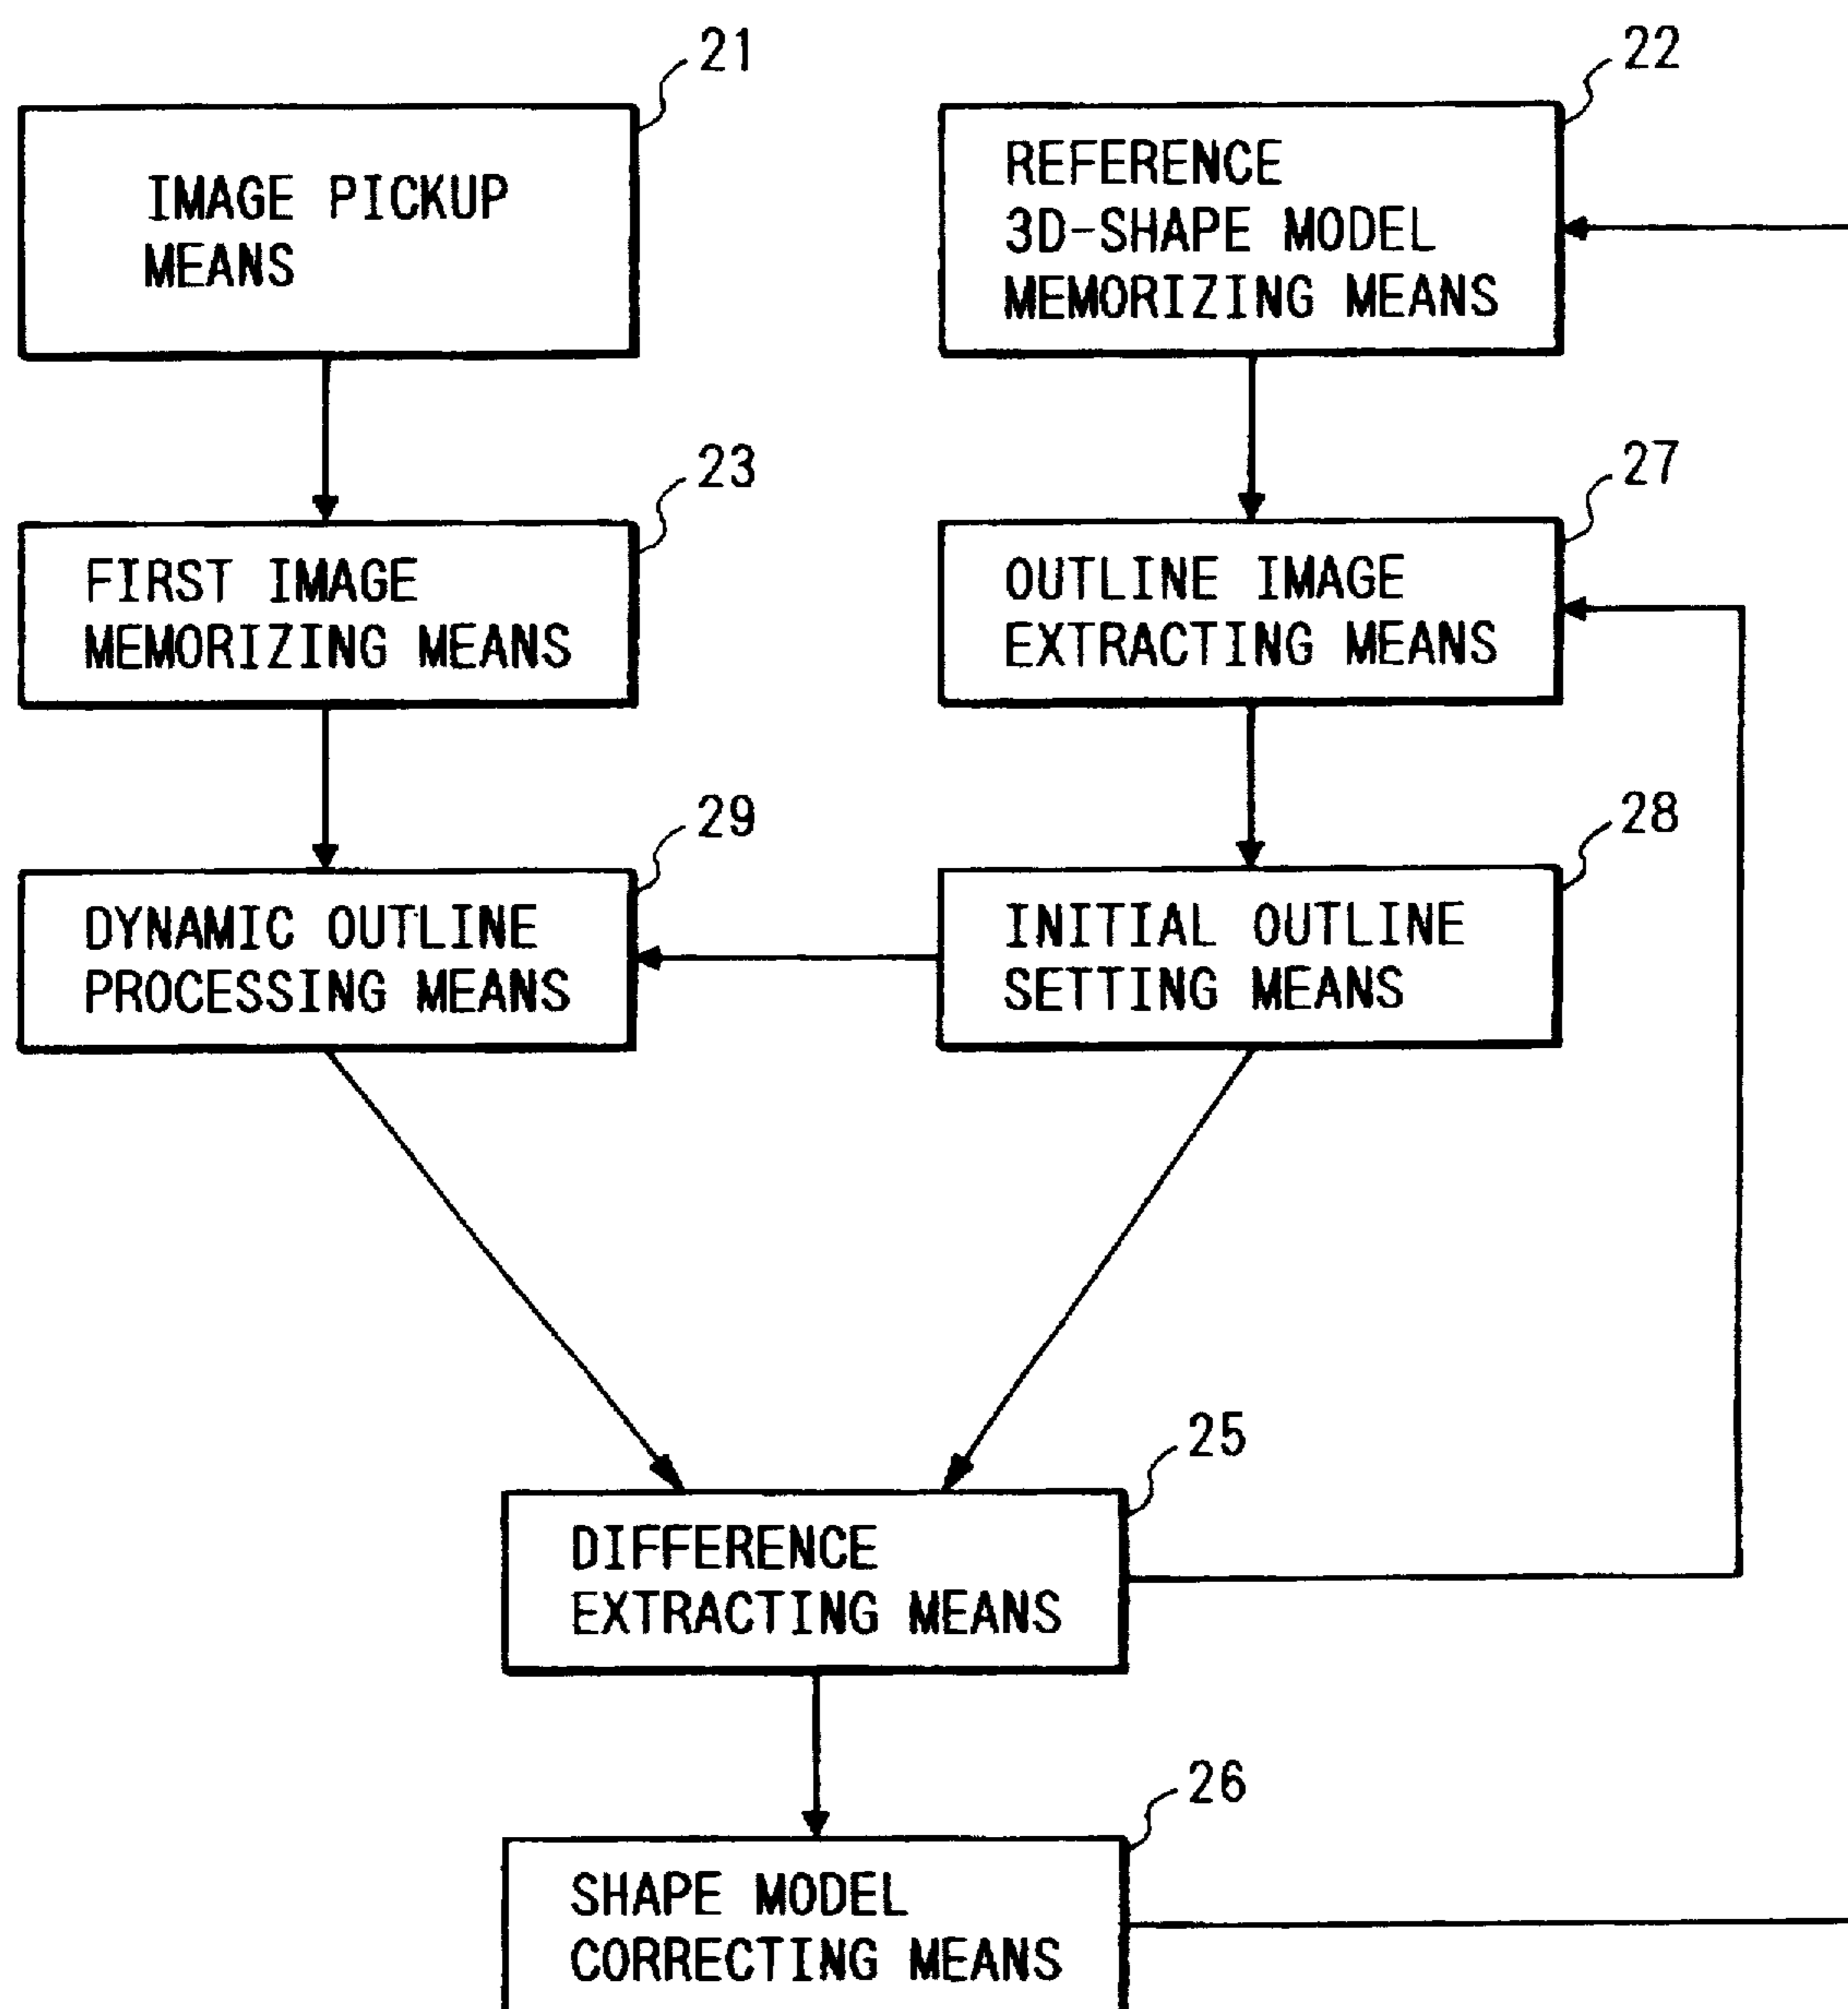 21
IMAGE PICKUP
MEANS
22
REFERENCE
3D-SHAPE MODEL
MEMORIZING MEANS
23
FIRST IMAGE
MEMORIZING MEANS
27
OUTLINE IMAGE
EXTRACTING MEANS
29
DYNAMIC OUTLINE
PROCESSING MEANS
28
INITIAL OUTLINE
SETTING MEANS
25
DIFFERENCE
EXTRACTING MEANS
26
SHAPE MODEL
CORRECTING MEANS